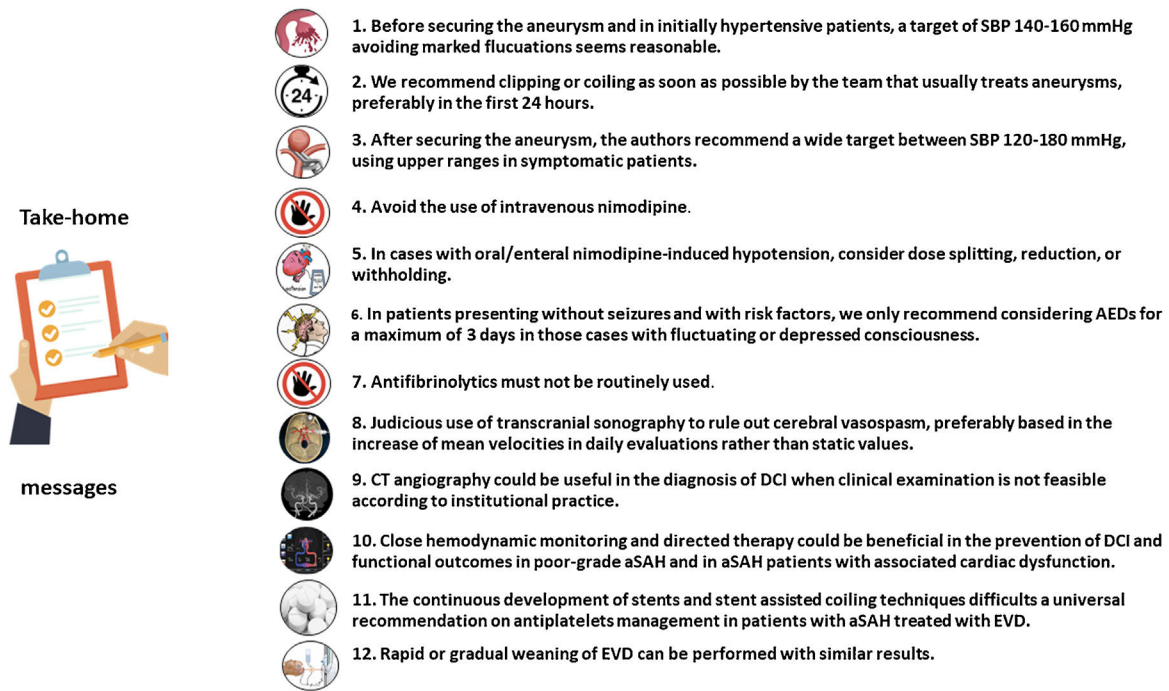 Take-home
messages
1. Before securing the aneurysm and in initially hypertensive patients, a target of SBP 140-160 mmHg
avoiding marked flucuations seems reasonable.
24
2. We recommend clipping or coiling as soon as possible by the team that usually treats aneurysms,
preferably in the first 24 hours.
3. After securing the aneurysm, the authors recommend a wide target between SBP 120-180 mmHg,
using upper ranges in symptomatic patients.
4. Avoid the use of intravenous nimodipine.
5. In cases with oral/enteral nimodipine-induced hypotension, consider dose splitting, reduction, or
withholding.
6. In patients presenting without seizures and with risk factors, we only recommend considering AEDs for
a maximum of 3 days in those cases with fluctuating or depressed consciousness.
7. Antifibrinolytics must not be routinely used.
8. Judicious use of transcranial sonography to rule out cerebral vasospasm, preferably based in the
increase of mean velocities in daily evaluations rather than static values.
9. CT angiography could be useful in the diagnosis of DCI when clinical examination is not feasible
according to institutional practice.
10. Close hemodynamic monitoring and directed therapy could be beneficial in the prevention of DCI and
functional outcomes in poor-grade aSAH and in aSAH patients with associated cardiac dysfunction.
11. The continuous development of stents and stent assisted coiling techniques difficults a universal
recommendation on antiplatelets management in patients with aSAH treated with EVD.
12. Rapid or gradual weaning of EVD can be performed with similar results.